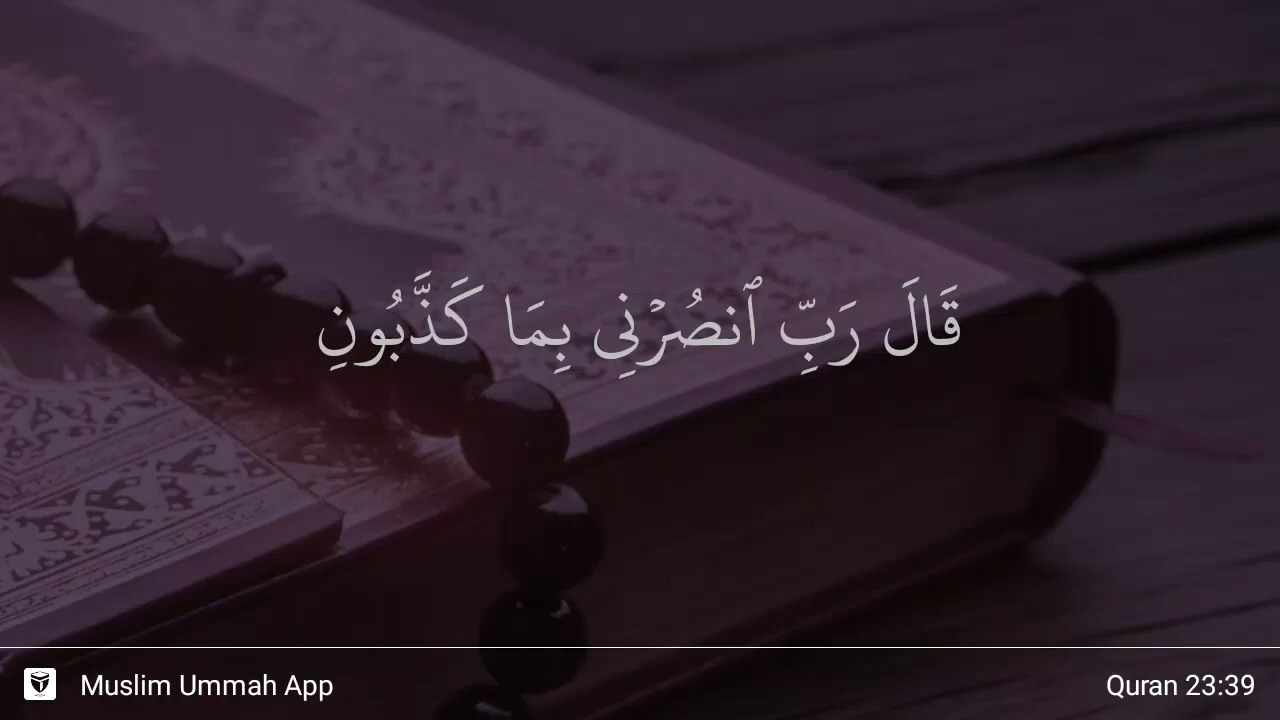 قَالَ رَبِّ ٱنصُرْنِى بِمَا كَذَّبُونِ
Muslim Ummah App
Quran 23:39